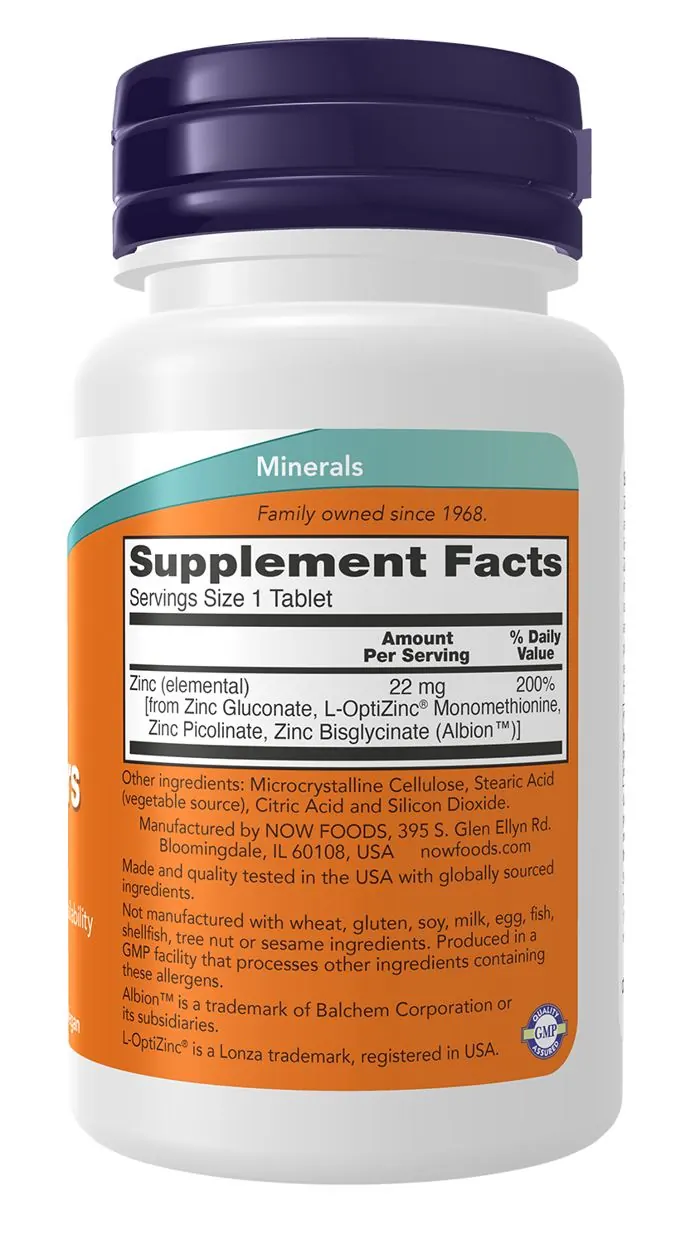 Minerals
Family owned since 1968.
Supplement Facts
Servings Size 1 Tablet
Amount Per Serving
% Daily Value
Zinc (elemental) 22 mg 200%
[from Zinc Gluconate, L-OptiZinc® Monomethionine,
Zinc Picolinate, Zinc Bisglycinate (Albion™)]
Other ingredients: Microcrystalline Cellulose, Stearic Acid
(vegetable source), Citric Acid and Silicon Dioxide.
Manufactured by NOW FOODS, 395 S. Glen Ellyn Rd.
Bloomingdale, IL 60108, USA nowfoods.com
Made and quality tested in the USA with globally sourced
ingredients.
Not manufactured with wheat, gluten, soy, milk, egg, fish,
shellfish, tree nut or sesame ingredients. Produced in a
GMP facility that processes other ingredients containing
these allergens.
Albion™ is a trademark of Balchem Corporation or
its subsidiaries.
L-OptiZinc® is a Lonza trademark, registered in USA.
QUALITY
GMP
ASSURED